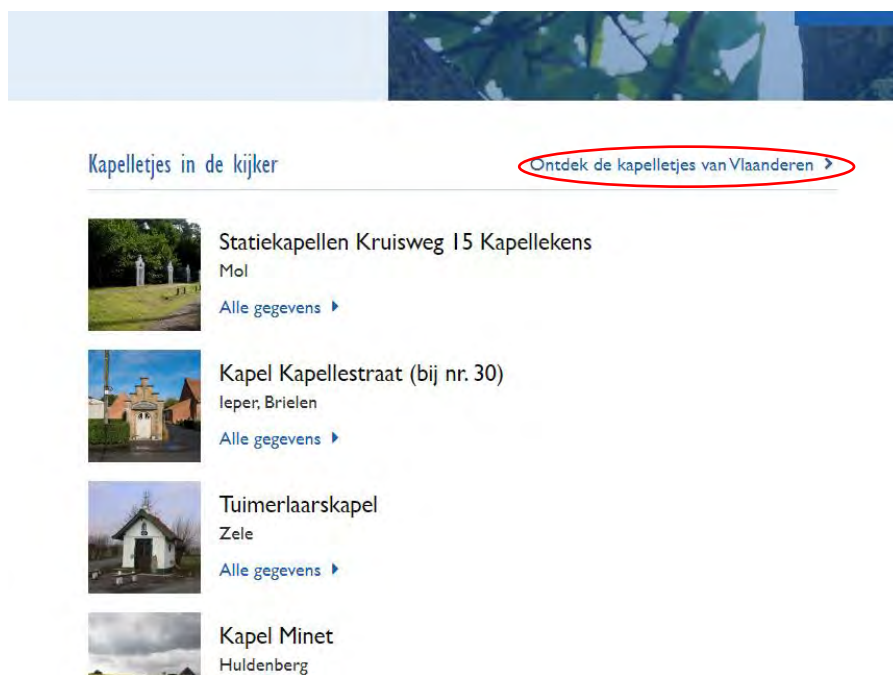 Kapelletjes in de kijker
Ontdek de kapelletjes van Vlaanderen
Statiekapellen Kruisweg 15 Kapellekens
Mol
Alle gegevens
Kapel Kapellestraat (bij nr. 30)
Ieper, Brielen
Alle gegevens
Tuimerlaarskapel
Zele
Alle gegevens
Kapel Minet
Huldenberg